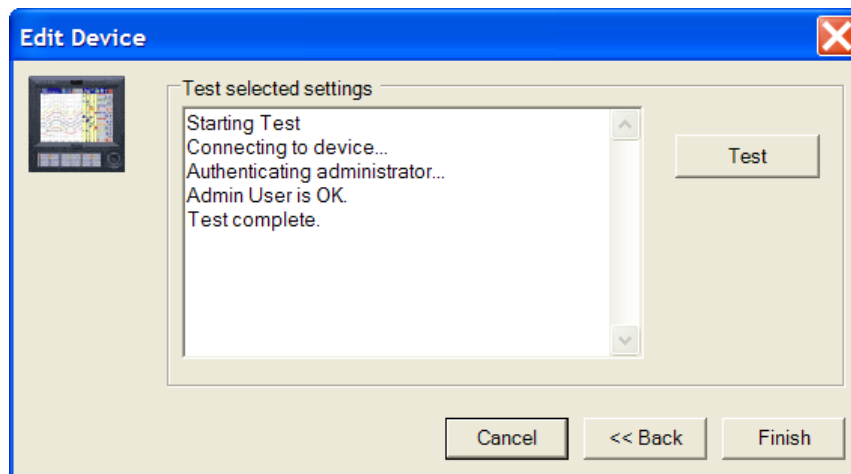 Edit Device
Test selected settings
Starting Test
Connecting to device...
Authenticating administrator...
Admin User is OK.
Test complete.
Test
Cancel
<< Back
Finish